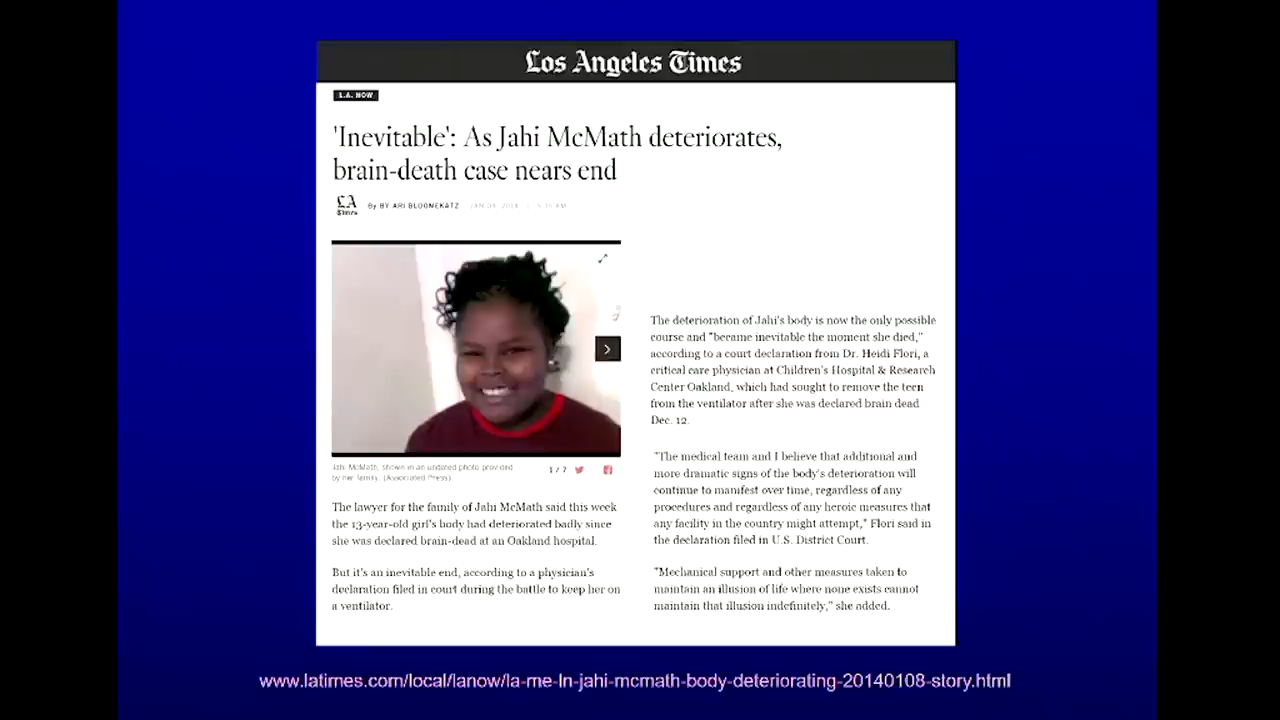 Los Angeles Times
L.A. NOW
'Inevitable': As Jahi McMath deteriorates,
brain-death case nears end
LA
Times
By BY ARI BLOOMEKATZ
Jahi McMath, shown in an undated photo provided
by her family. (Associated Press)
1 / 7
The lawyer for the family of Jahi McMath said this week
the 13-year-old girl's body had deteriorated badly since
she was declared brain-dead at an Oakland hospital.
But it's an inevitable end, according to a physician's
declaration filed in court during the battle to keep her on
a ventilator.
The deterioration of Jahi's body is now the only possible
course and "became inevitable the moment she died,"
according to a court declaration from Dr. Heidi Flori, a
critical care physician at Children's Hospital & Research
Center Oakland, which had sought to remove the teen
from the ventilator after she was declared brain dead
Dec. 12.
"The medical team and I believe that additional and
more dramatic signs of the body's deterioration will
continue to manifest over time, regardless of any
procedures and regardless of any heroic measures that
any facility in the country might attempt," Flori said in
the declaration filed in U.S. District Court.
"Mechanical support and other measures taken to
maintain an illusion of life where none exists cannot
maintain that illusion indefinitely," she added.
www.latimes.com/local/lanow/la-me-ln-jahi-mcmath-body-deteriorating-20140108-story.html